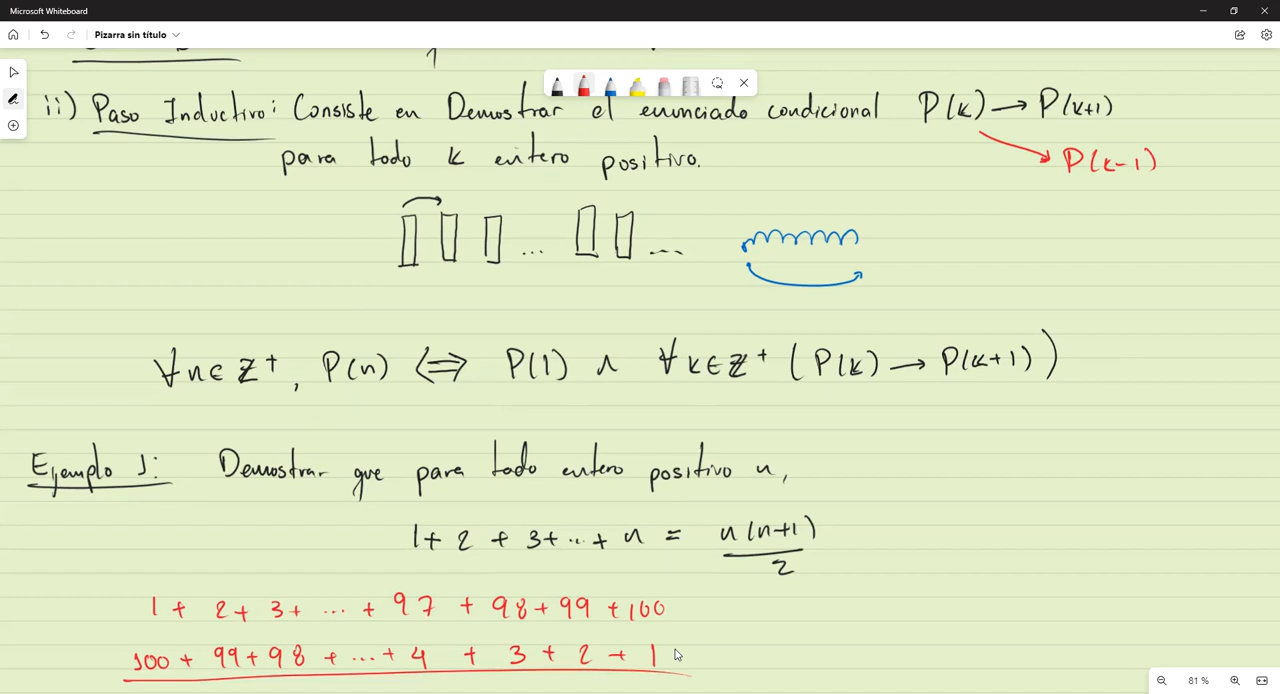 Microsoft Whiteboard
Pizarra sin título
ii) Paso Inductivo: Consiste en Demostrar el enunciado condicional P(k) → P(k+1)
para todo k entero positivo.
P(k-1)
... ...
∀n∈ℤ⁺, P(n) ⟺ P(1) ∧ ∀k∈ℤ⁺ (P(k) → P(k+1))
Ejemplo 1: Demostrar que para todo entero positivo n,
1 + 2 + 3 + ... + n = n(n+1)/2
1 + 2 + 3 + ... + 97 + 98 + 99 + 100
100 + 99 + 98 + ... + 4 + 3 + 2 + 1
81 %